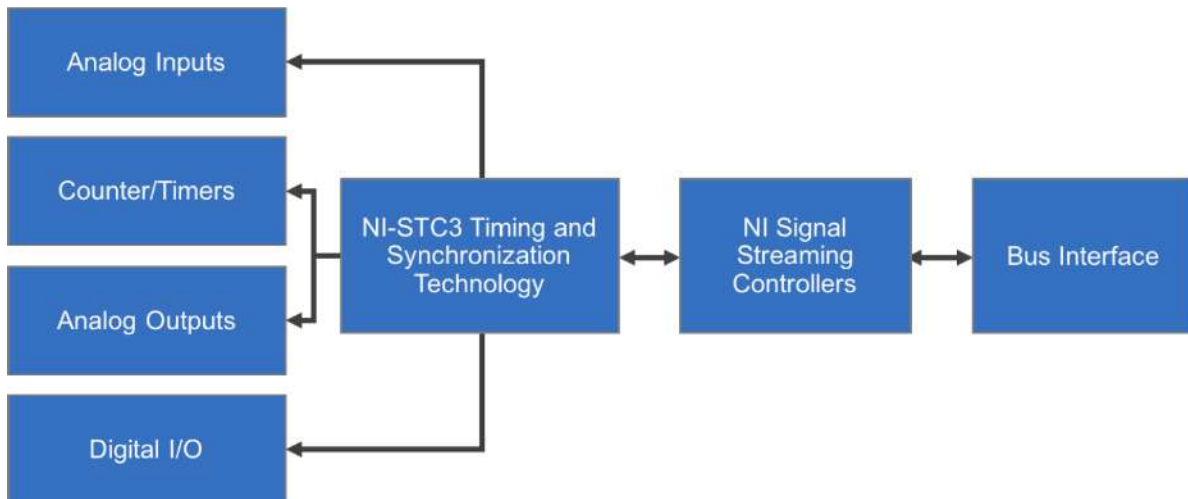 Analog Inputs
Counter/Timers
Analog Outputs
Digital I/O
NI-STC3 Timing and
Synchronization
Technology
NI Signal
Streaming
Controllers
Bus Interface